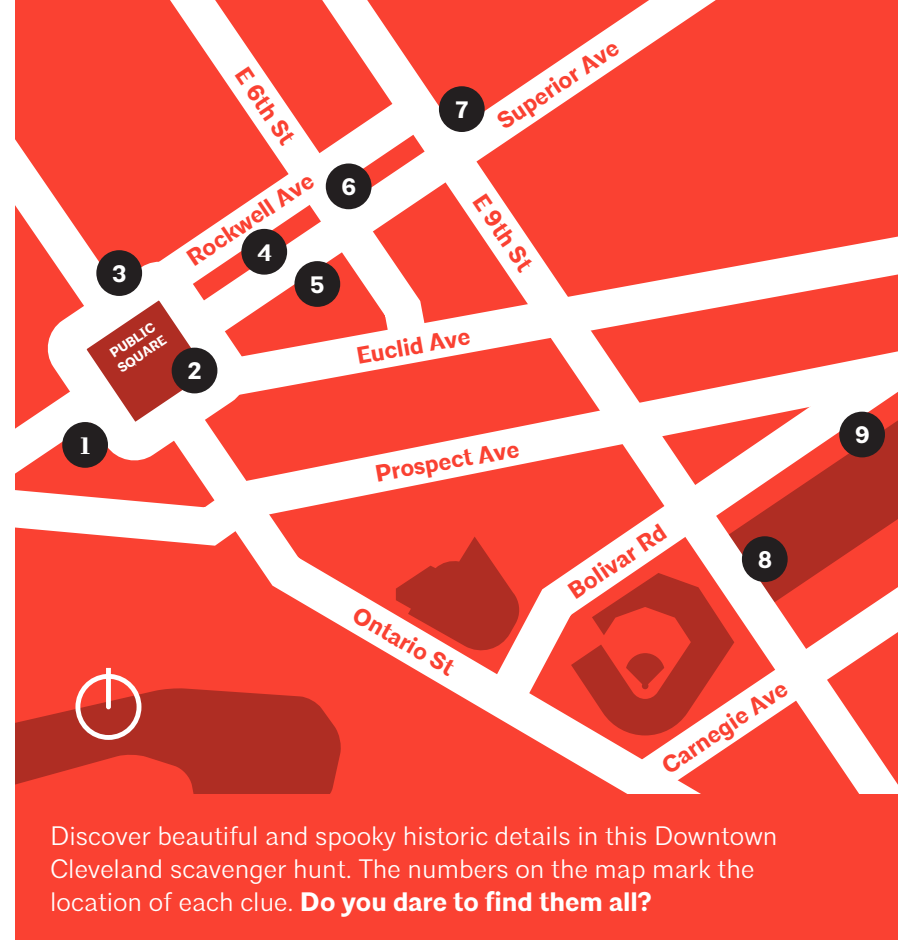 E 6th St
Superior Ave
7
6
Rockwell Ave
4
E 9th St
3
5
PUBLIC
SQUARE
2
Euclid Ave
1
9
Prospect Ave
8
Bolivar Rd
Ontario St
Carnegie Ave
Discover beautiful and spooky historic details in this Downtown
Cleveland scavenger hunt. The numbers on the map mark the
location of each clue. Do you dare to find them all?